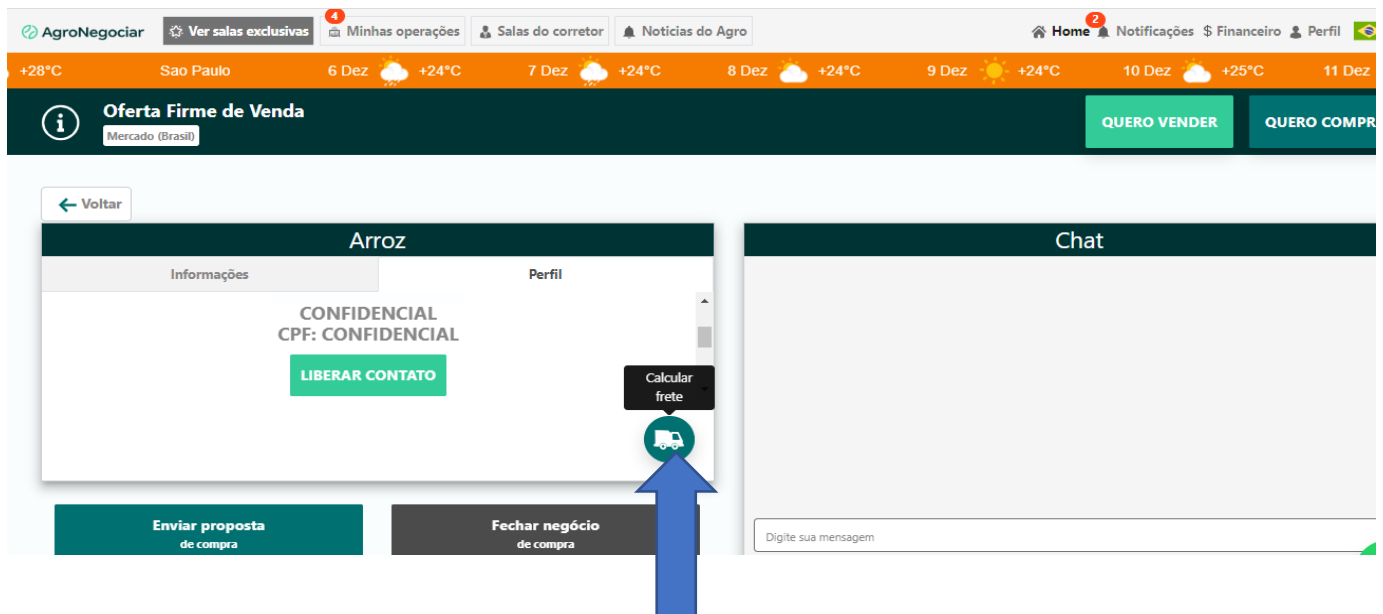 4
2
AgroNegociar
Ver salas exclusivas
Minhas operações
Salas do corretor
Noticias do Agro
Home
Notificações
$ Financeiro
Perfil
+28°C
Sao Paulo
6 Dez
+24°C
7 Dez
+24°C
8 Dez
+24°C
9 Dez
+24°C
10 Dez
+25°C
11 Dez
Oferta Firme de Venda
Mercado (Brasil)
QUERO VENDER
QUERO COMPR
Voltar
Arroz
Informações
Perfil
CONFIDENCIAL
CPF: CONFIDENCIAL
LIBERAR CONTATO
Calcular
frete
Enviar proposta
de compra
Fechar negócio
de compra
Chat
Digite sua mensagem